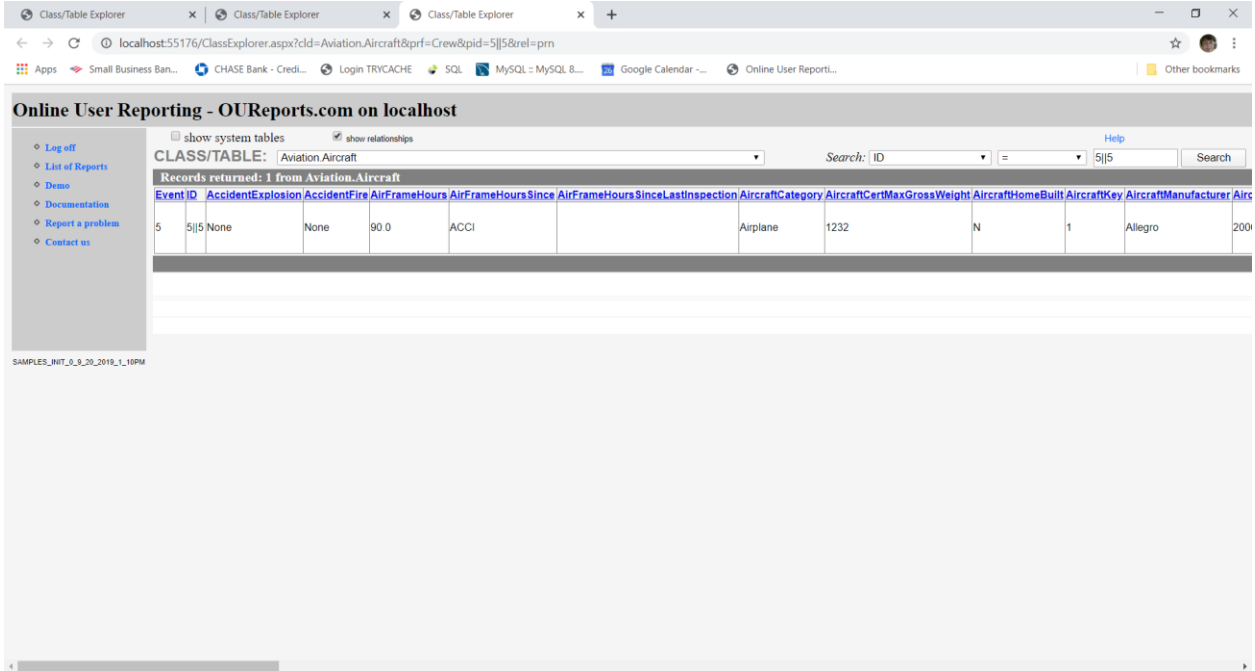 Class/Table Explorer Class/Table Explorer Class/Table Explorer
localhost:55176/ClassExplorer.aspx?cld=Aviation.Aircraft&prf=Crew&pid=5||5&rel=prn
Apps Small Business Ban... CHASE Bank - Credi... Login TRYCACHE SQL MySQL :: MySQL 8.... 26 Google Calendar -... Online User Reporti... Other bookmarks
Online User Reporting - OUReports.com on localhost
show system tables show relationships Help
CLASS/TABLE: Aviation.Aircraft Search: ID = 5||5 Search
Records returned: 1 from Aviation.Aircraft
Event ID AccidentExplosion AccidentFire AirFrameHours AirFrameHoursSince AirFrameHoursSinceLastInspection AircraftCategory AircraftCertMaxGrossWeight AircraftHomeBuilt AircraftKey AircraftManufacturer Airc
5 5||5 None None 90.0 ACCI Airplane 1232 N 1 Allegro 200
Log off
List of Reports
Demo
Documentation
Report a problem
Contact us
SAMPLES_INIT_0_9_20_2019_1_10PM